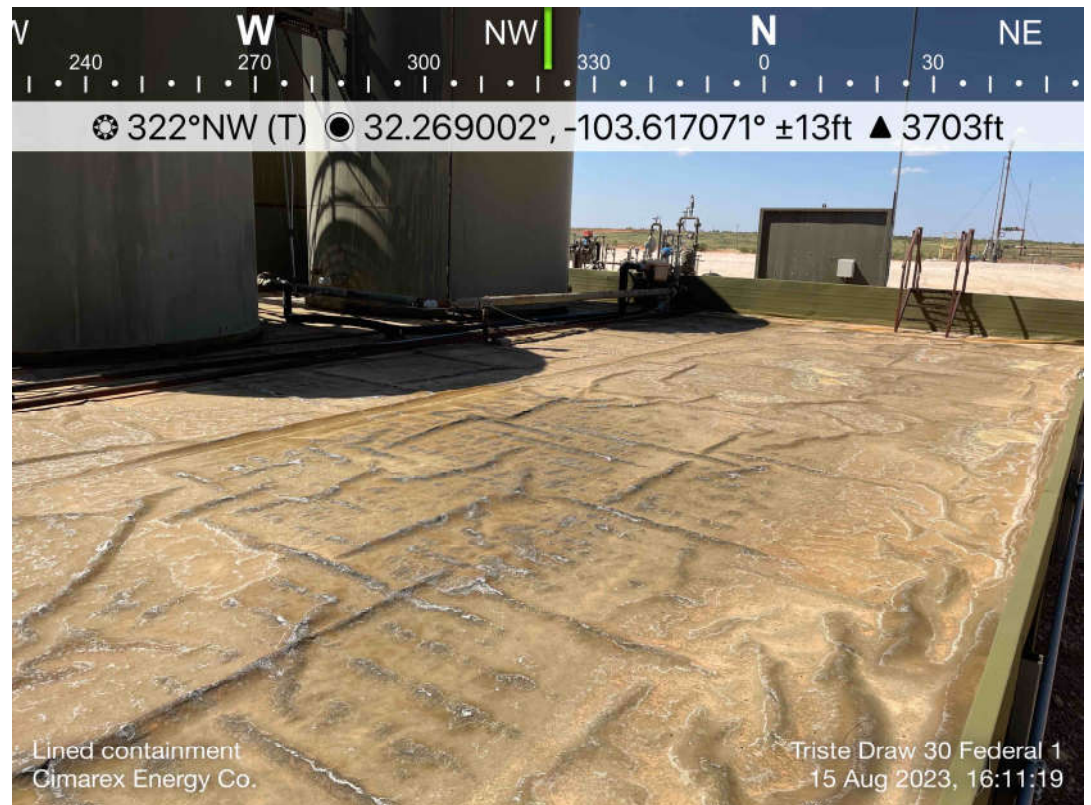 W W NW N NE
240 270 300 330 0 30
322°NW (T) 32.269002°, -103.617071° ±13ft ▲ 3703ft
Lined containment
Cimarex Energy Co.
Triste Draw 30 Federal 1
15 Aug 2023, 16:11:19